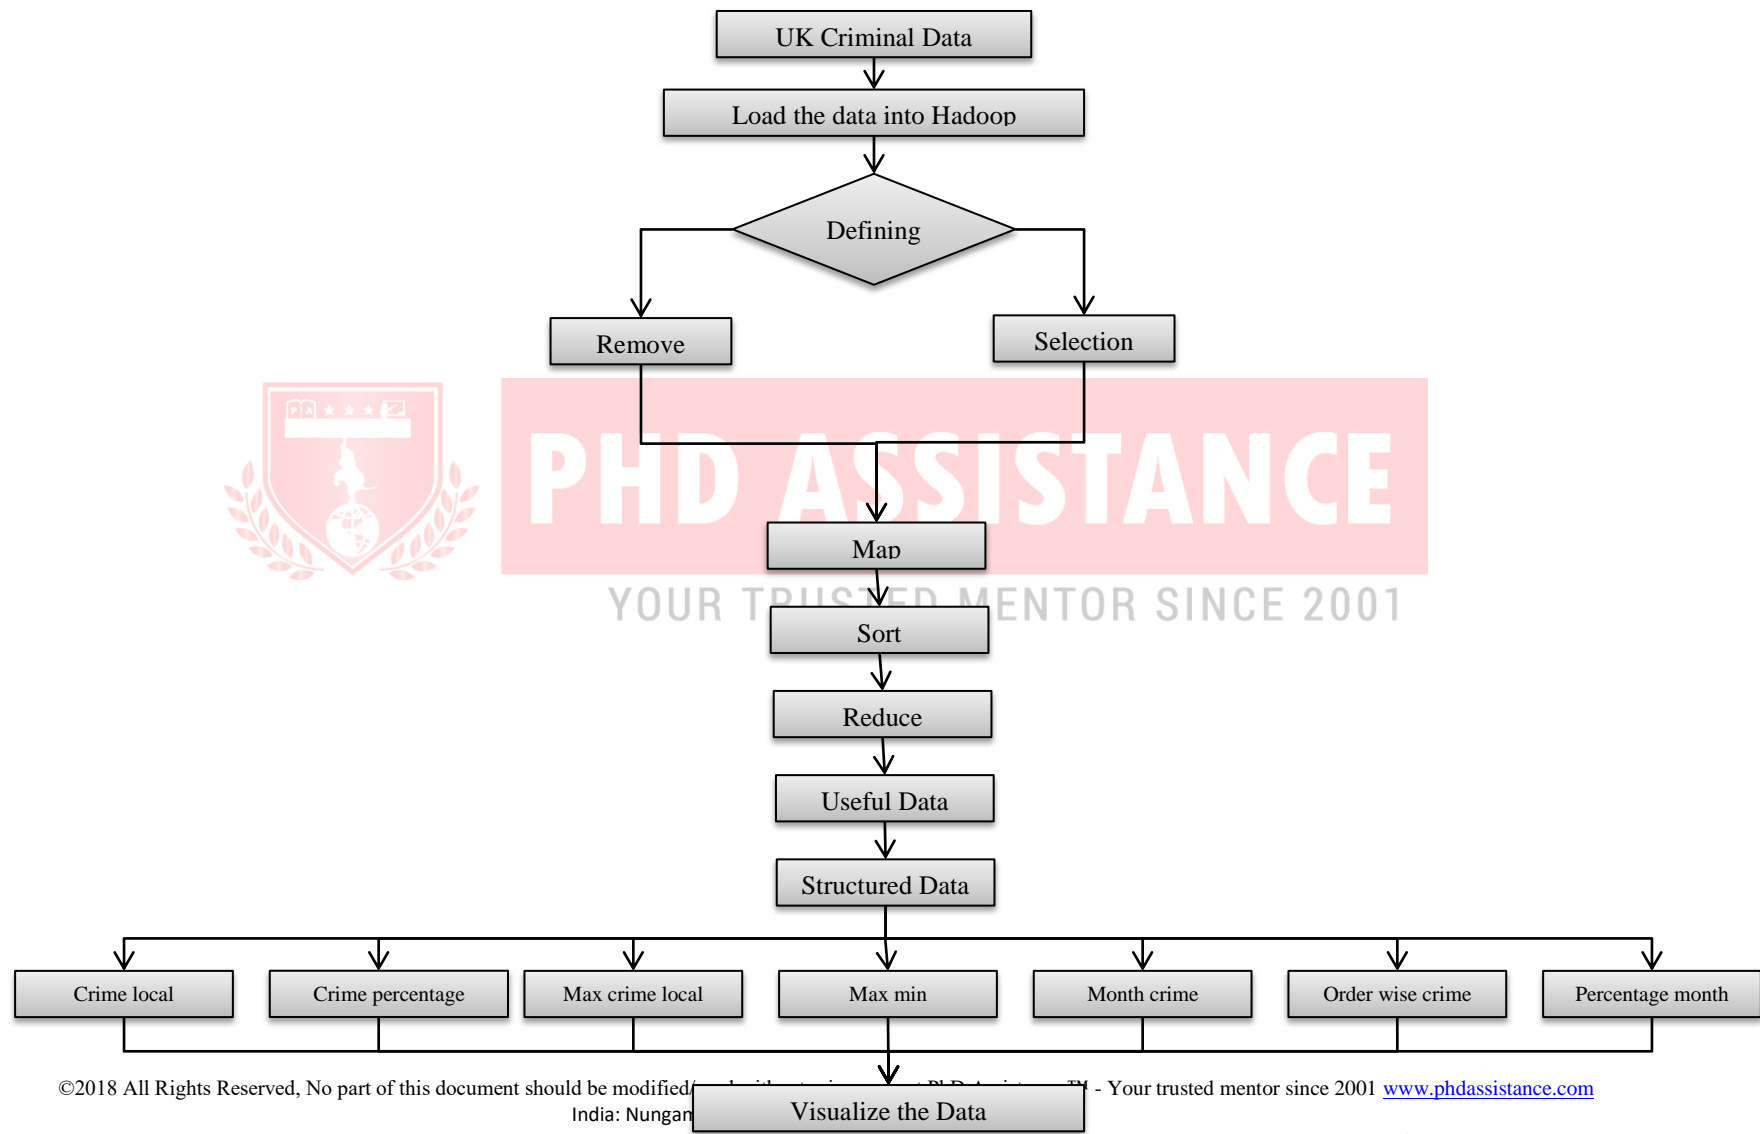 UK Criminal Data
Load the data into Hadoop
Defining
Remove
Selection
P A
PHD ASSISTANCE
Map
YOUR TRUSTED MENTOR SINCE 2001
Sort
Reduce
Useful Data
Structured Data
Crime local
Crime percentage
Max crime local
Max min
Month crime
Order wise crime
Percentage month
©2018 All Rights Reserved, No part of this document should be modified/ - Your trusted mentor since 2001 www.phdassistance.com
India:
Visualize the Data